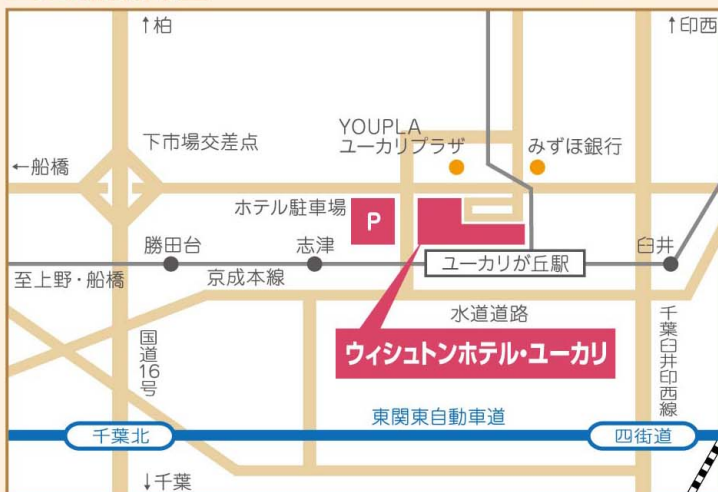 ↑柏
↑印西
YOUPLA
ユーカリプラザ
みずほ銀行
下市場交差点
←船橋
ホテル駐車場
P
勝田台
志津
ユーカリが丘駅
臼井
至上野・船橋
京成本線
水道道路
国道16号
ウィシュトンホテル・ユーカリ
千葉臼井印西線
東関東自動車道
千葉北
四街道
↓千葉